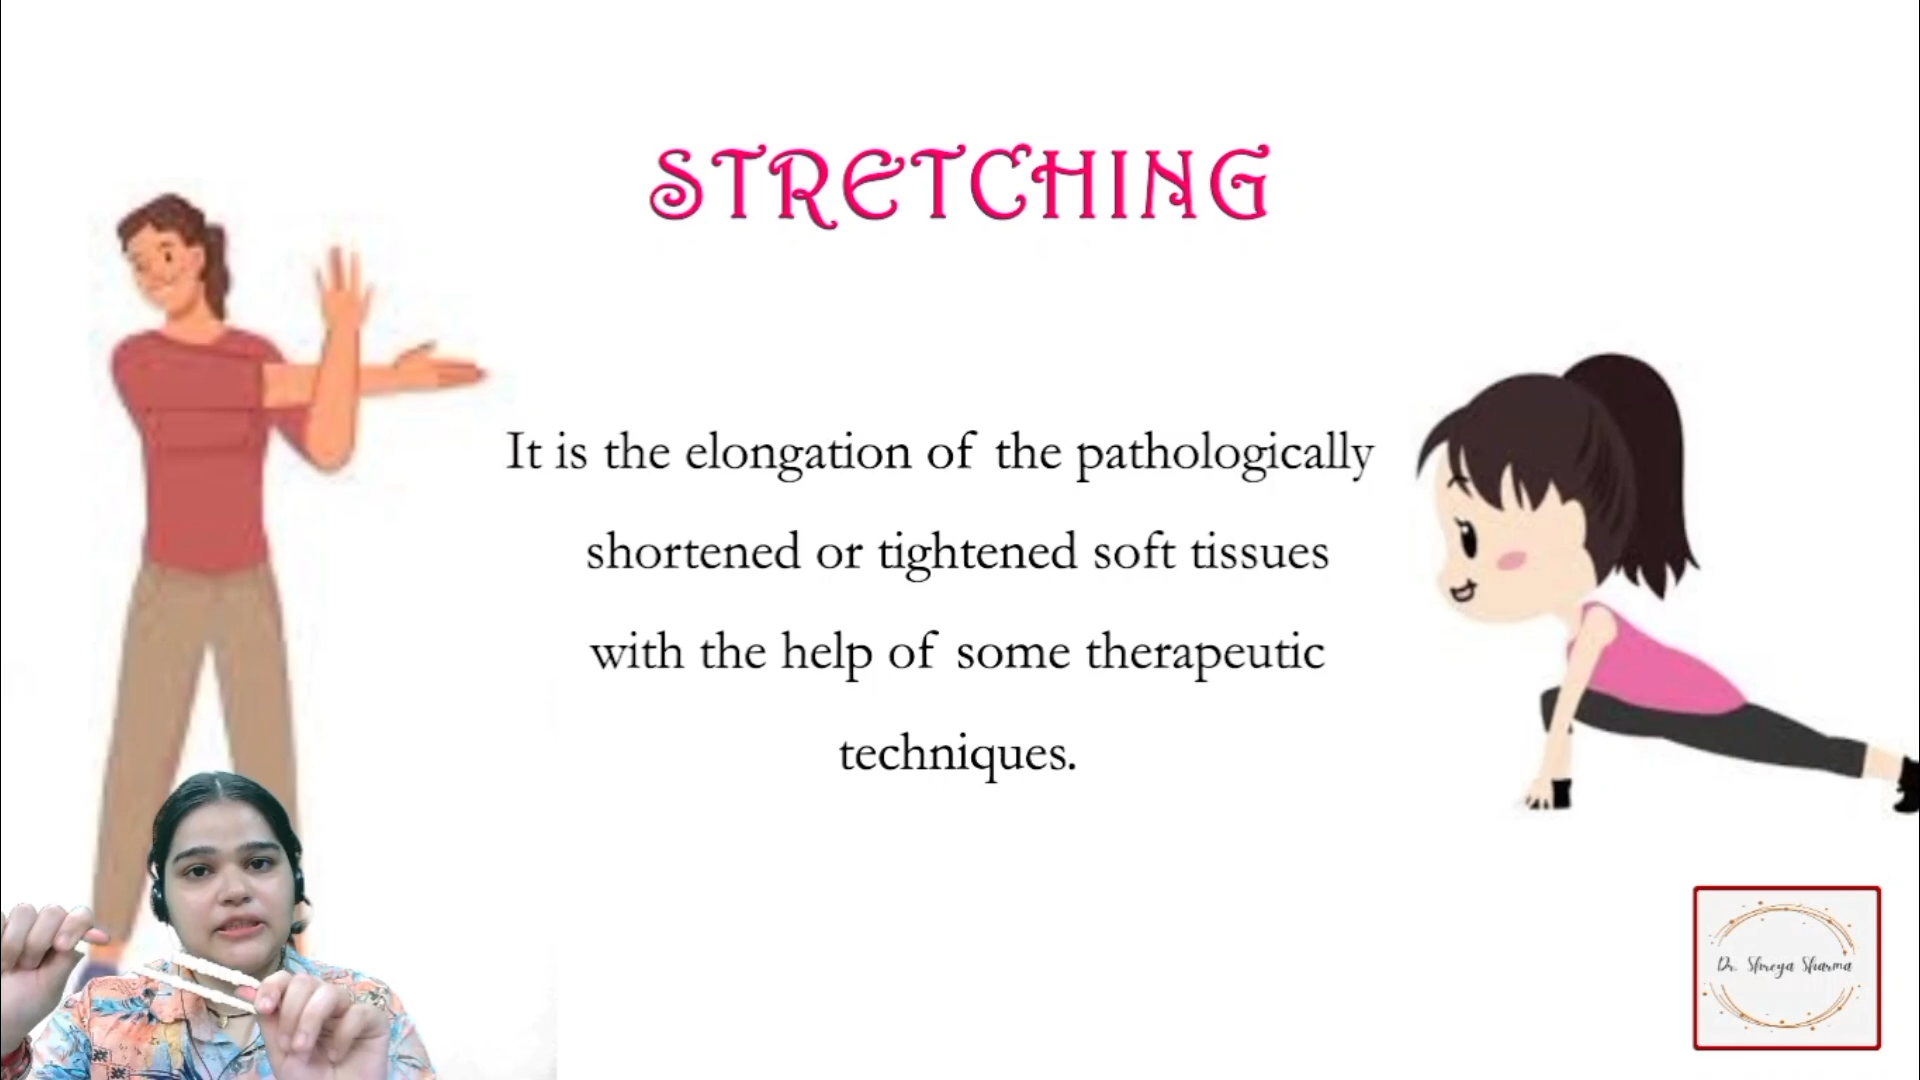 STRETCHING
It is the elongation of the pathologically
shortened or tightened soft tissues
with the help of some therapeutic
techniques.
Dr. Shreya Sharma